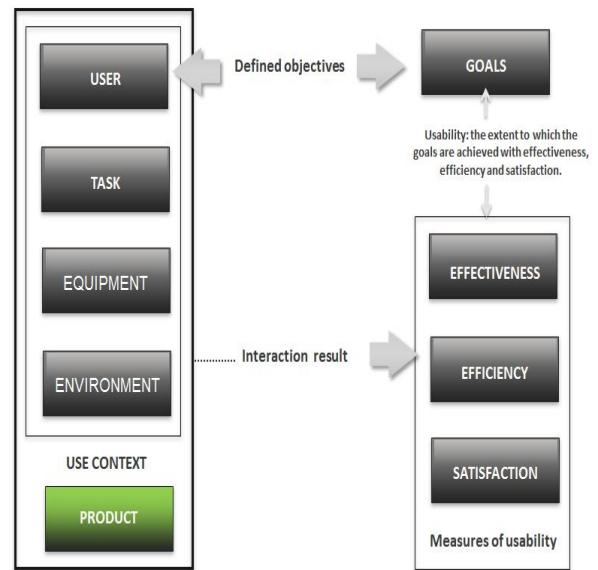 USER
Defined objectives
GOALS
Usability: the extent to which the
goals are achieved with effectiveness,
efficiency and satisfaction.
TASK
EQUIPMENT
ENVIRONMENT
USE CONTEXT
PRODUCT
Interaction result
EFFECTIVENESS
EFFICIENCY
SATISFACTION
Measures of usability